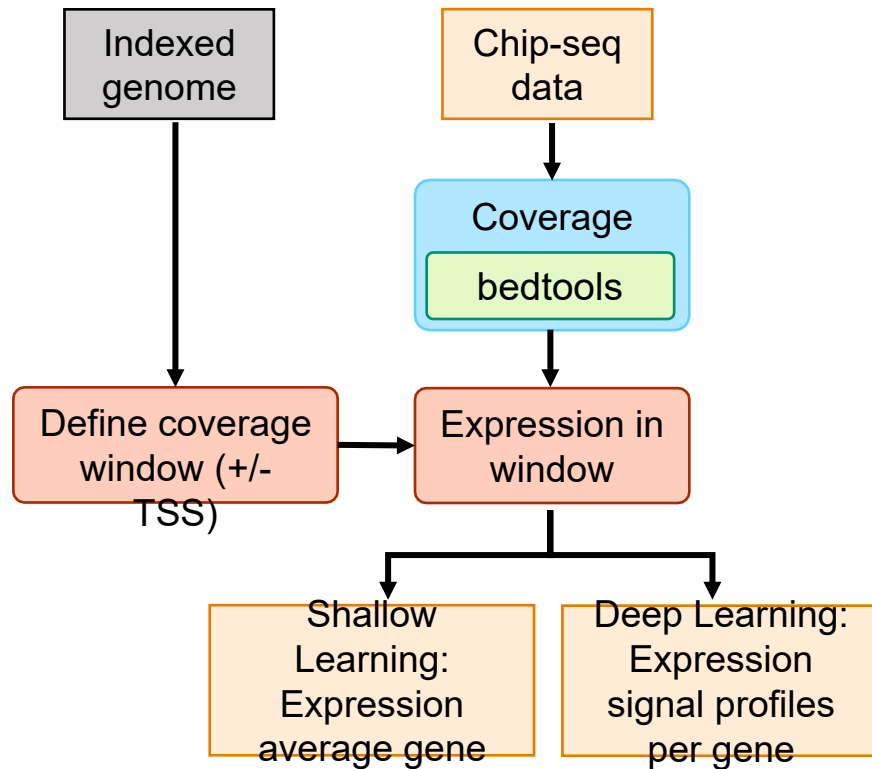 Indexed
genome
Chip-seq
data
Coverage
bedtools
Define coverage
window (+/-
TSS)
Expression in
window
Shallow
Learning:
Expression
average gene
Deep Learning:
Expression
signal profiles
per gene